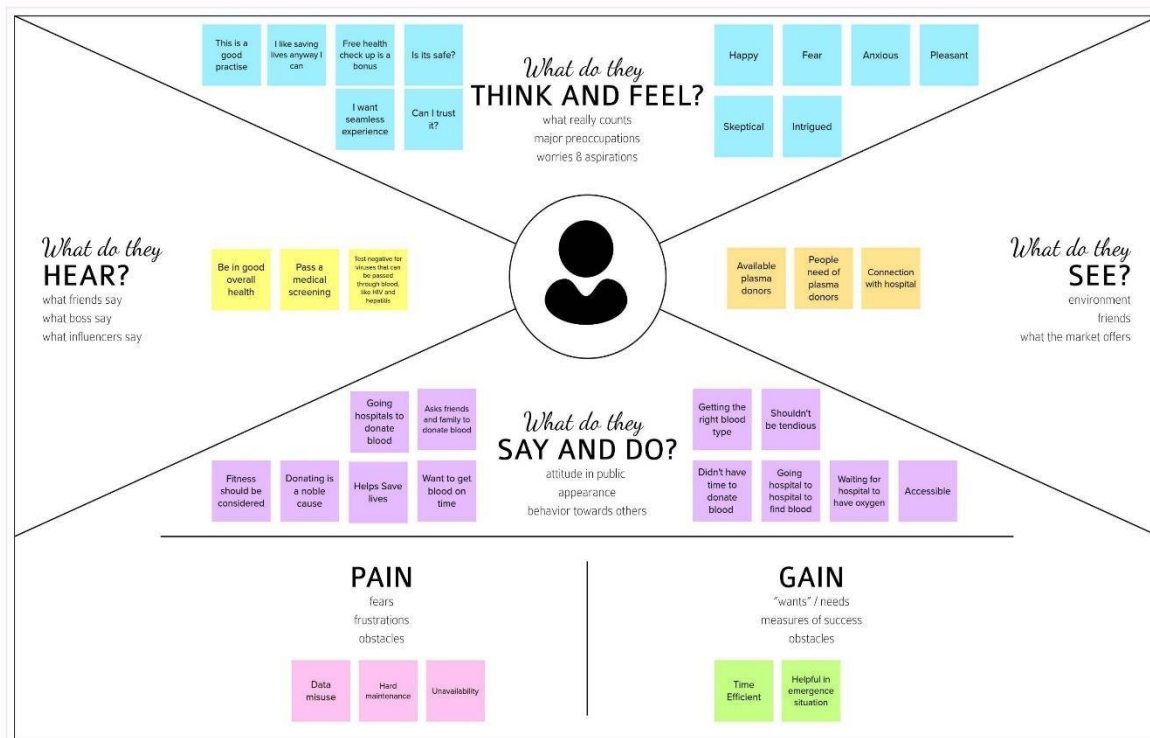 This is a
good
practise
I like saving
lives anyway I
can
Free health
check up is a
bonus
Is its safe?
I want
seamless
experience
Can I trust
it?
What do they
THINK AND FEEL?
what really counts
major preoccupations
worries & aspirations
Happy
Fear
Anxious
Pleasant
Skeptical
Intrigued
What do they
HEAR?
what friends say
what boss say
what influencers say
Be in good
overall
health
Pass a
medical
screening
Test negative for
viruses that can
be passed
through blood,
like HIV and
hepatitis
Available
plasma
donors
People
need of
plasma
donors
Connection
with hospital
What do they
SEE?
environment
friends
what the market offers
Going
hospitals to
donate
blood
Asks friends
and family to
donate blood
Fitness
should be
considered
Donating is
a noble
cause
Helps Save
lives
Want to get
blood on
time
What do they
SAY AND DO?
attitude in public
appearance
behavior towards others
Getting the
right blood
type
Shouldn't
be tendious
Didn't have
time to
donate
blood
Going
hospital to
hospital to
find blood
Waiting for
hospital to
have oxygen
Accessible
PAIN
fears
frustrations
obstacles
Data
misuse
Hard
maintenance
Unavailability
GAIN
"wants" / needs
measures of success
obstacles
Time
Efficient
Helpful in
emergence
situation